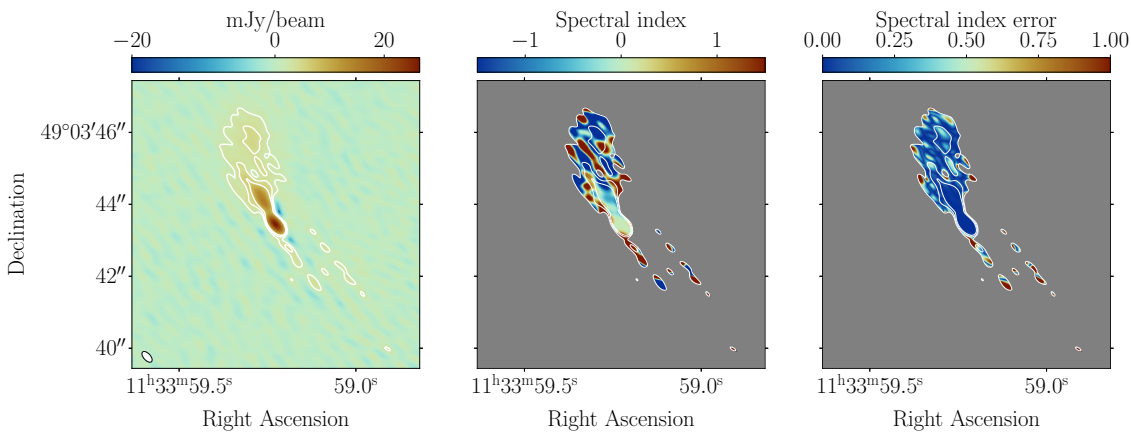 mJy/beam
−20 0 20
Spectral index
−1 0 1
Spectral index error
0.00 0.25 0.50 0.75 1.00
Declination
49°03′46″
44″
42″
40″
11ʰ33ᵐ59.5ˢ 59.0ˢ
Right Ascension
11ʰ33ᵐ59.5ˢ 59.0ˢ
Right Ascension
11ʰ33ᵐ59.5ˢ 59.0ˢ
Right Ascension